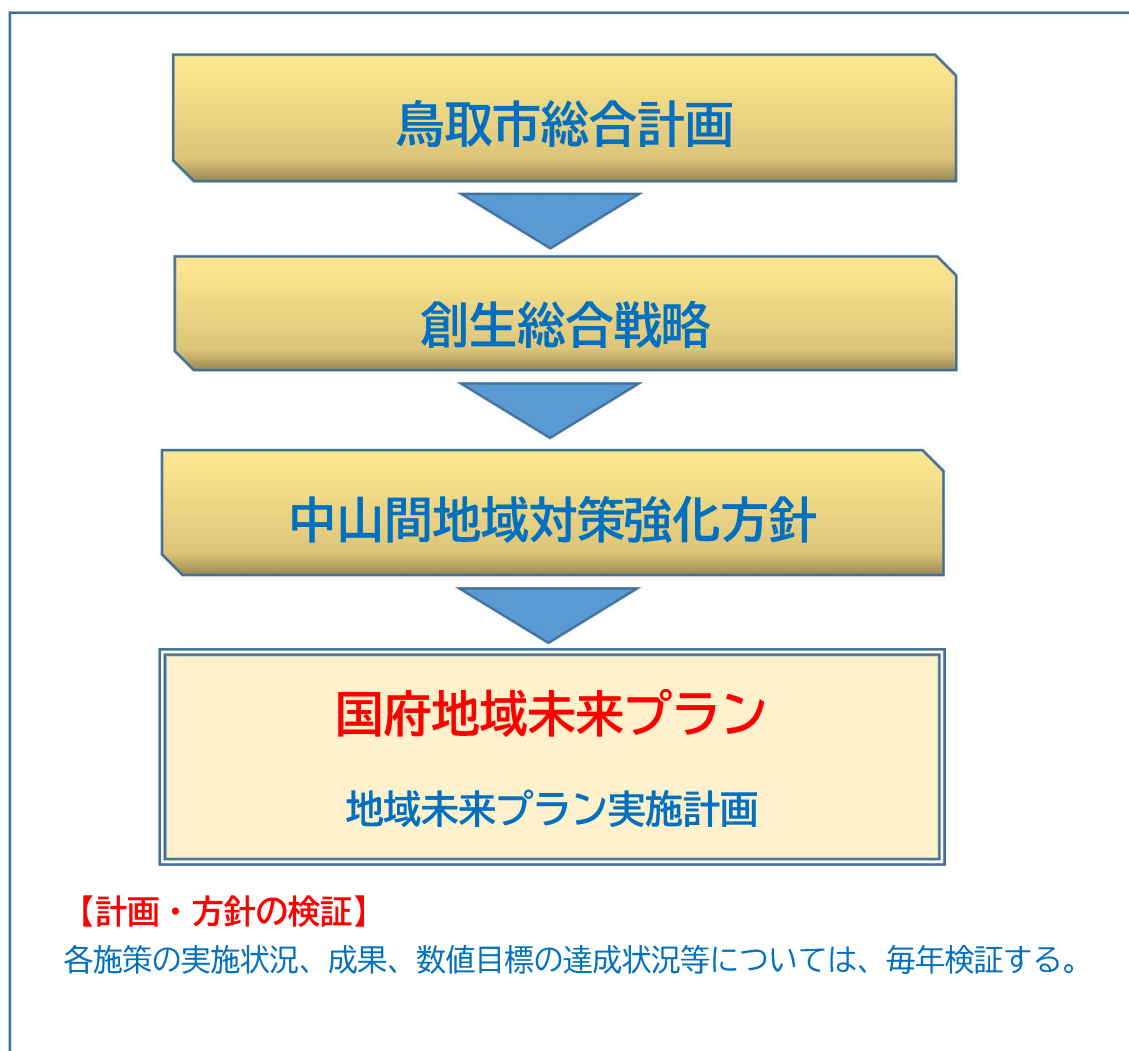 鳥取市総合計画
創生総合戦略
中山間地域対策強化方針
国府地域未来プラン
地域未来プラン実施計画
【計画・方針の検証】
各施策の実施状況、成果、数値目標の達成状況等については、毎年検証する。